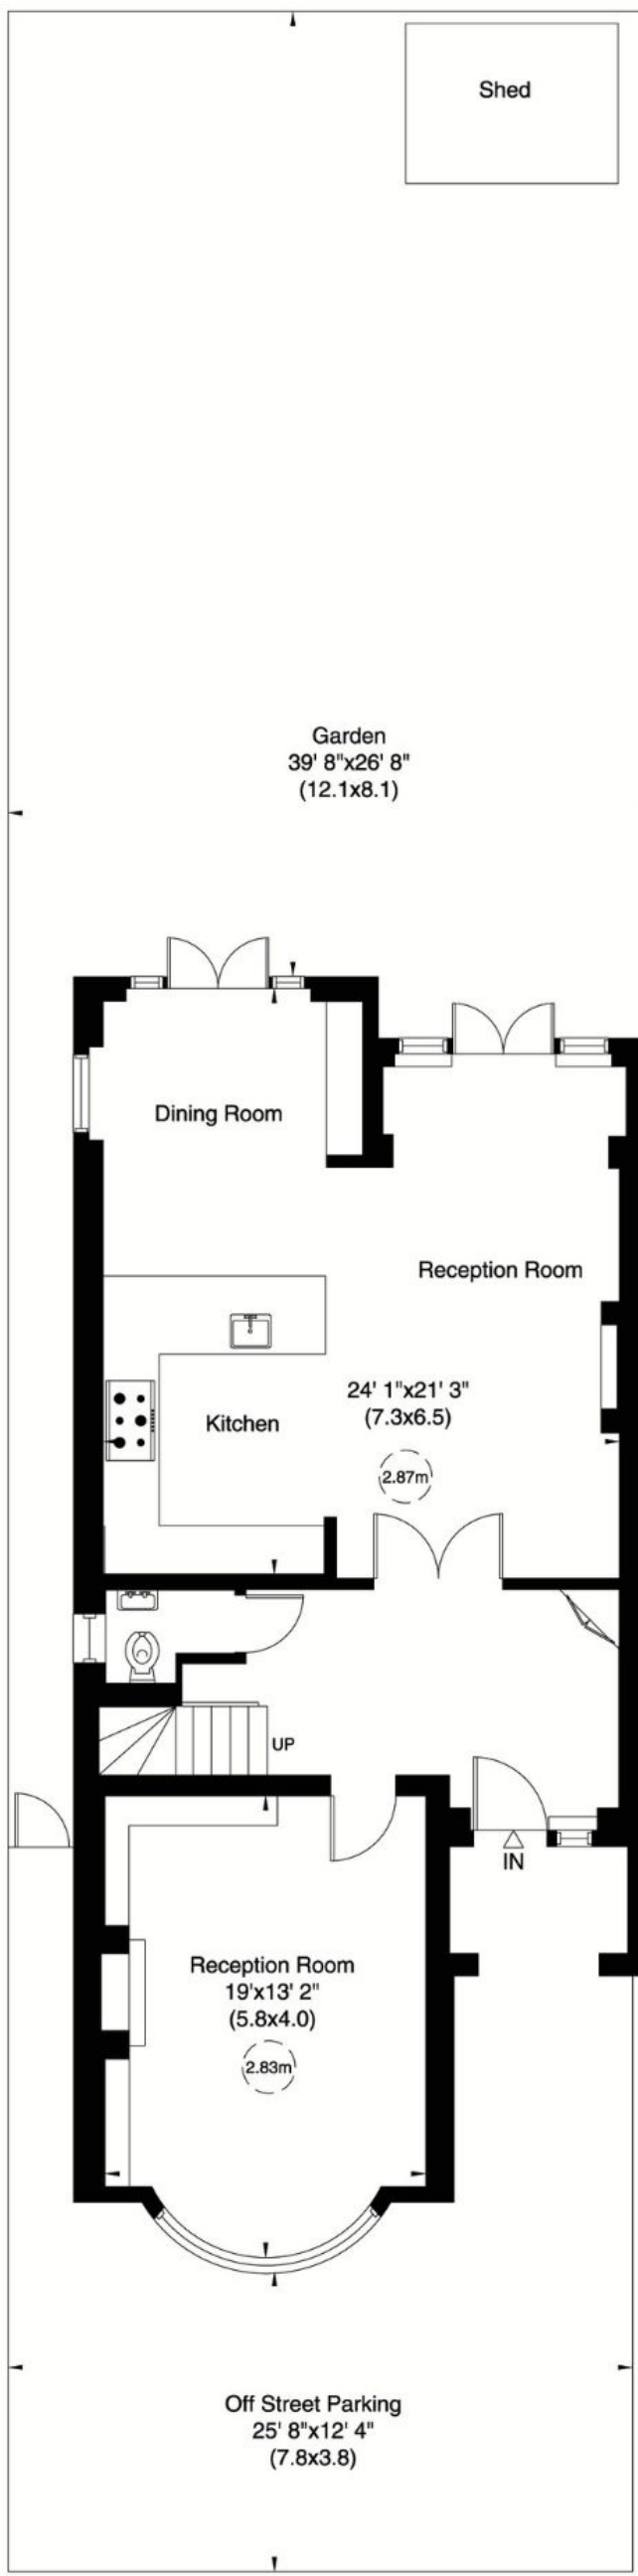 Shed
Garden
39' 8"x26' 8"
(12.1x8.1)
Dining Room
Reception Room
24' 1"x21' 3"
(7.3x6.5)
Kitchen
2.87m
UP
IN
Reception Room
19'x13' 2"
(5.8x4.0)
2.83m
Off Street Parking
25' 8"x12' 4"
(7.8x3.8)